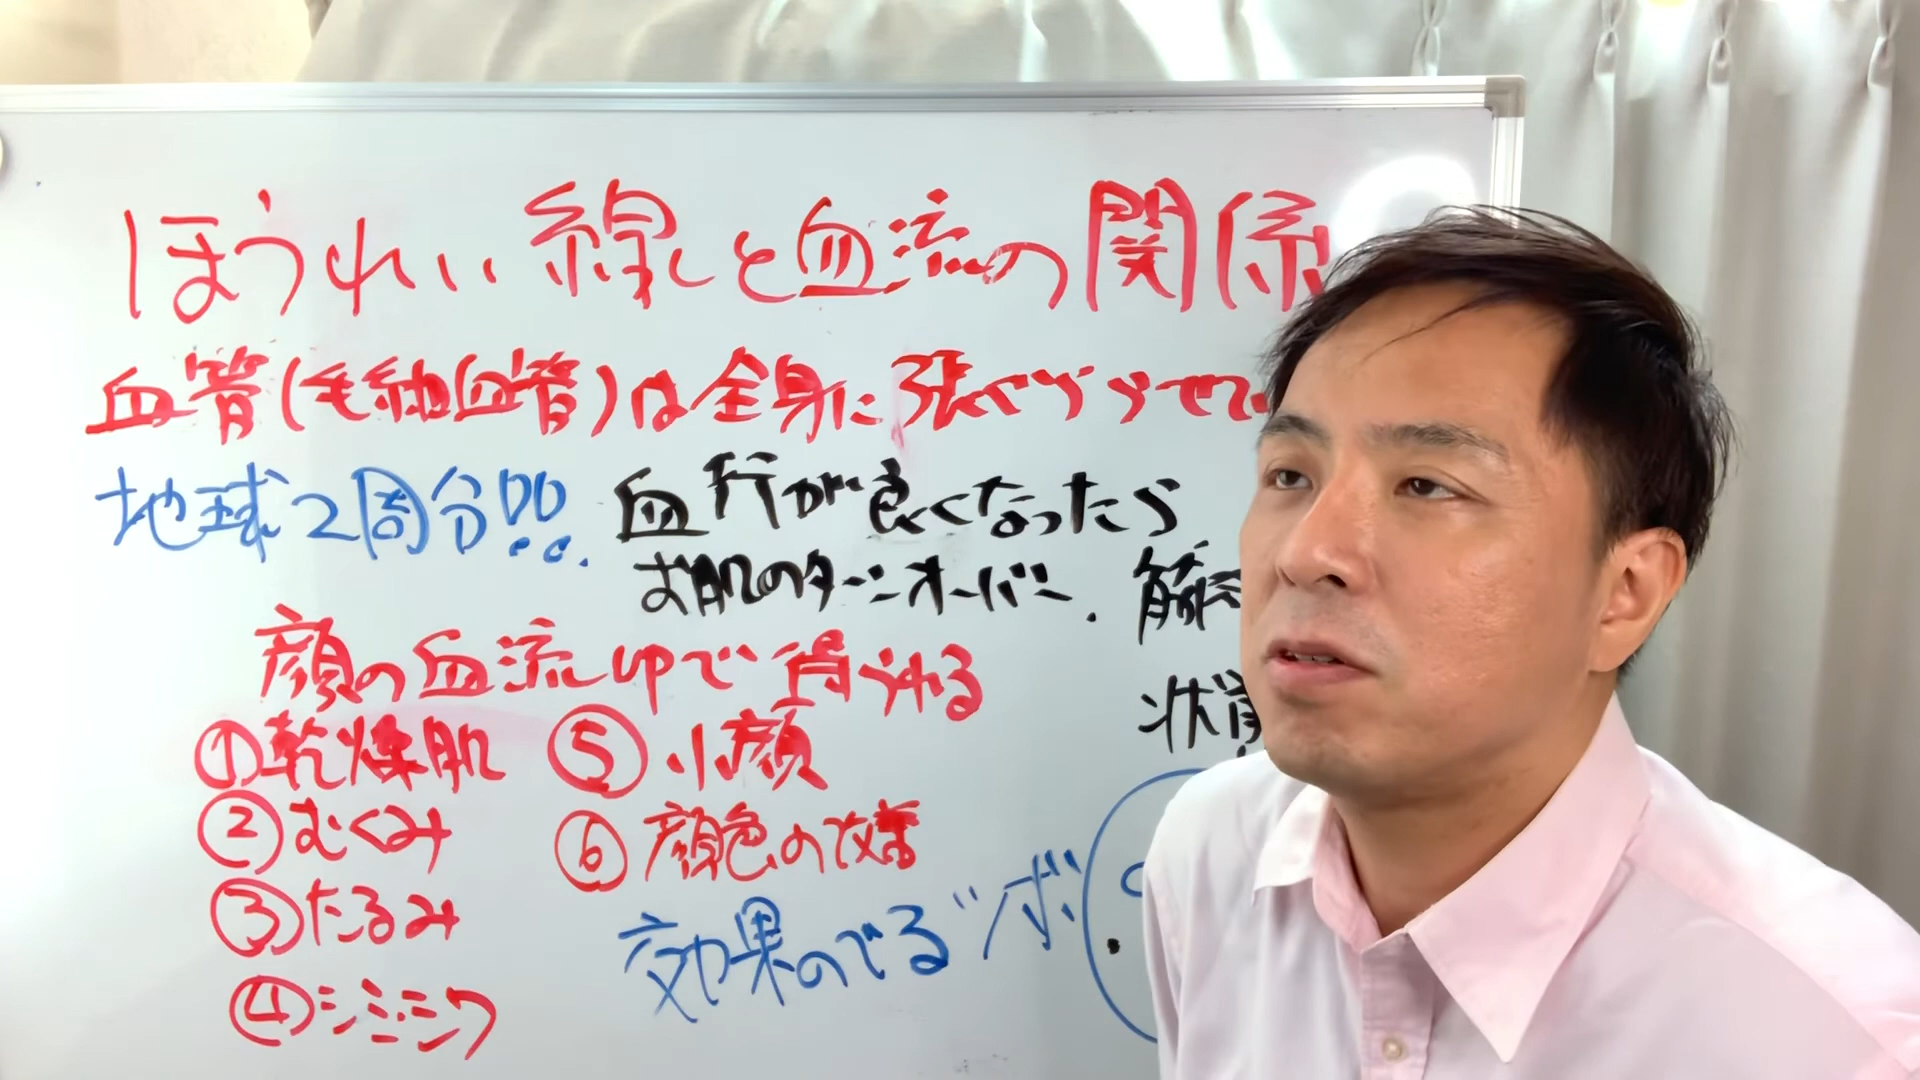 ほうれい線と血流の関係
血管(毛細血管)は全身に張りめぐらせて
地球2周分!!
血行が良くなったら
お肌のターンオーバー、筋
状
顔の血流UPで得られる
①乾燥肌
②むくみ
③たるみ
④シミ・シワ
⑤小顔
⑥顔色の改善
効果のでるツボ